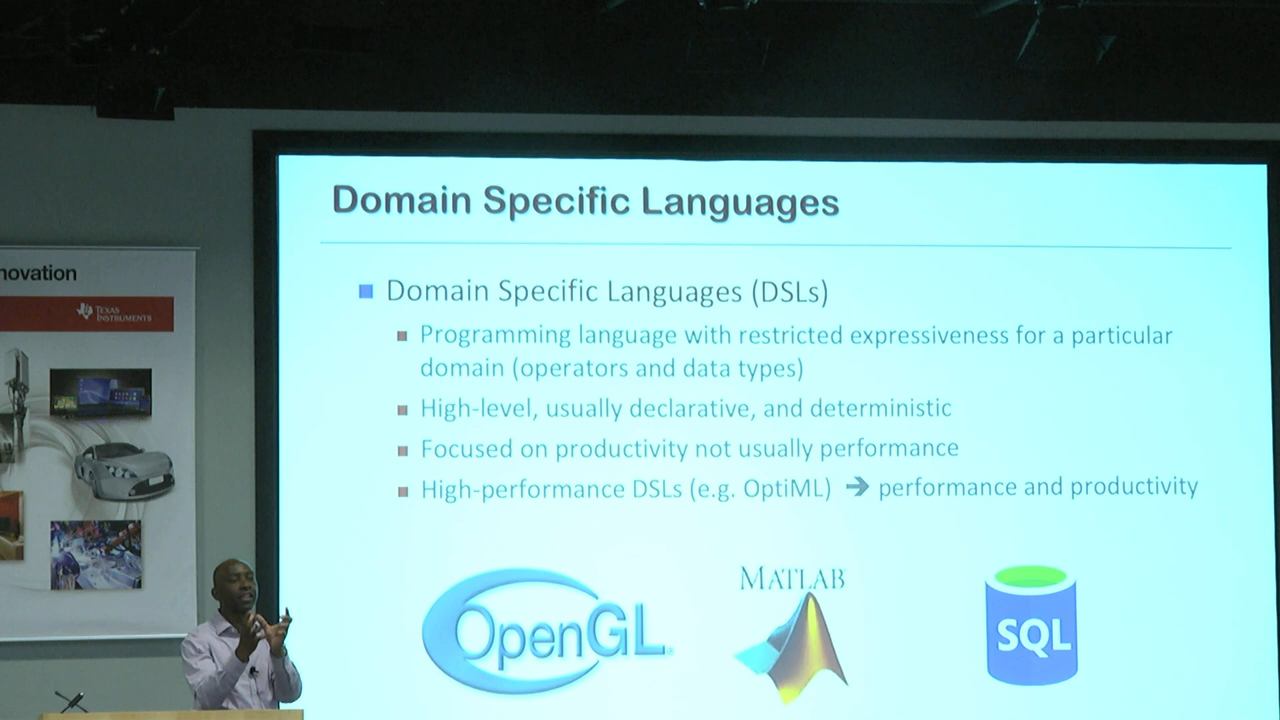 Domain Specific Languages
novation
TEXAS
INSTRUMENTS
Domain Specific Languages (DSLs)
Programming language with restricted expressiveness for a particular
domain (operators and data types)
High-level, usually declarative, and deterministic
Focused on productivity not usually performance
High-performance DSLs (e.g. OptiML) ➔ performance and productivity
OpenGL
MATLAB
SQL